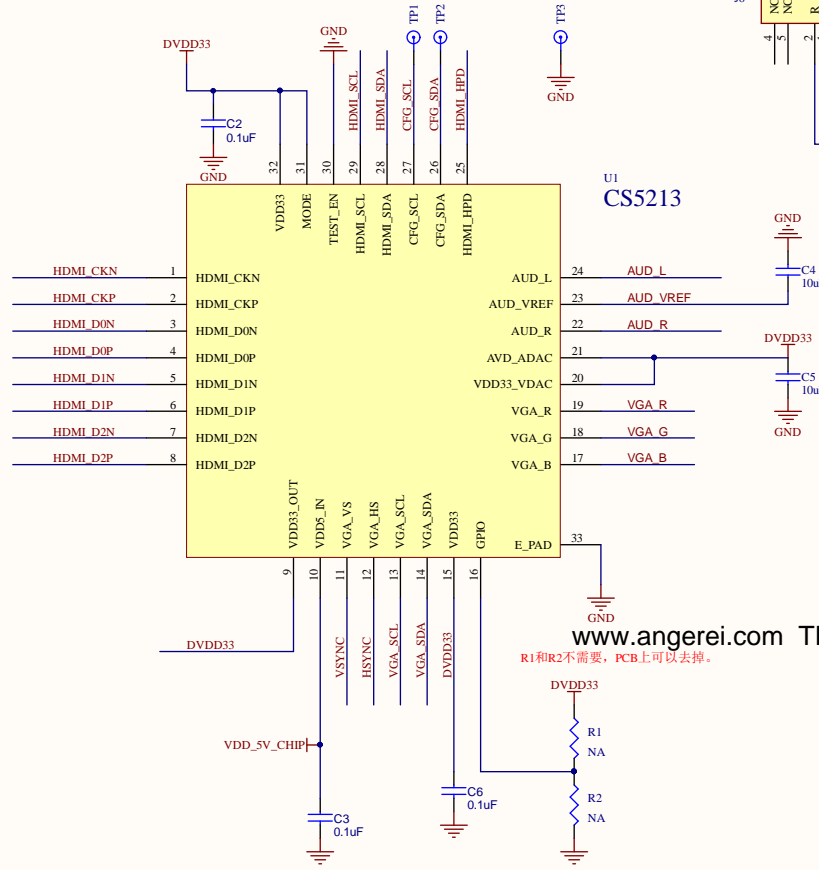 TP1
TP2
TP3
NC
NC
R
4
5
2
DVDD33
GND
GND
C2
0.1uF
GND
HDMI_SCL
HDMI_SDA
CFG_SCL
CFG_SDA
HDMI_HPD
32
31
30
29
28
27
26
25
VDD33
MODE
TEST_EN
HDMI_SCL
HDMI_SDA
CFG_SCL
CFG_SDA
HDMI_HPD
U1
CS5213
HDMI_CKN 1 HDMI_CKN
HDMI_CKP 2 HDMI_CKP
HDMI_D0N 3 HDMI_D0N
HDMI_D0P 4 HDMI_D0P
HDMI_D1N 5 HDMI_D1N
HDMI_D1P 6 HDMI_D1P
HDMI_D2N 7 HDMI_D2N
HDMI_D2P 8 HDMI_D2P
AUD_L 24 AUD_L
AUD_VREF 23 AUD_VREF
AUD_R 22 AUD_R
AVD_ADAC 21
VDD33_VDAC 20
VGA_R 19 VGA_R
VGA_G 18 VGA_G
VGA_B 17 VGA_B
E_PAD 33
GND
C4
10u
DVDD33
C5
10u
GND
VDD33_OUT
VDD5_IN
VGA_VS
VGA_HS
VGA_SCL
VGA_SDA
VDD33
GPIO
9
10
11
12
13
14
15
16
GND
DVDD33
VSYNC
HSYNC
VGA_SCL
VGA_SDA
DVDD33
www.angerei.com
R1和R2不需要，PCB上可以去掉。
DVDD33
R1
NA
R2
NA
VDD_5V_CHIP
C3
0.1uF
C6
0.1uF